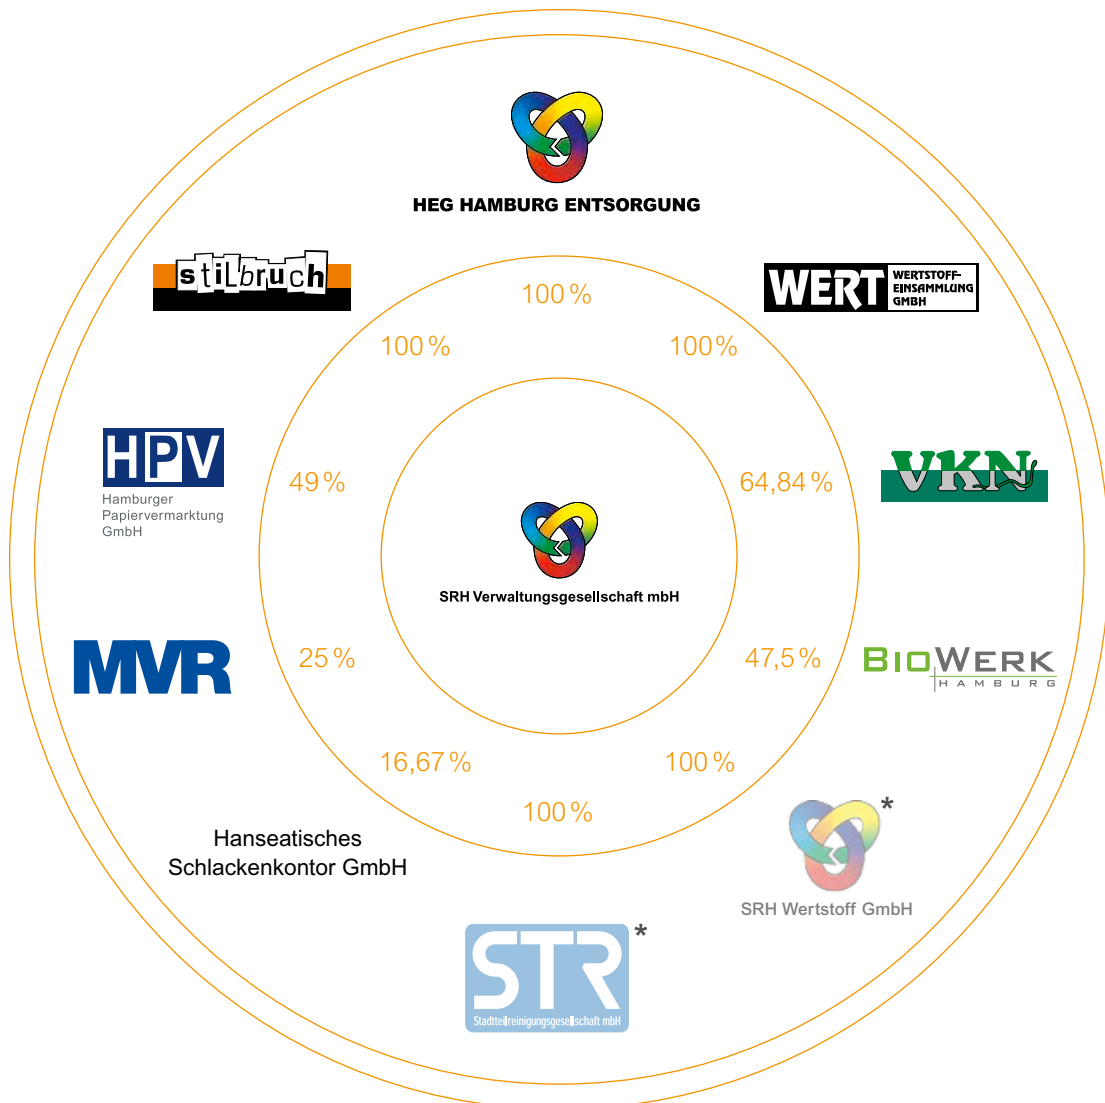 HEG HAMBURG ENTSORGUNG
stilbruch
WERT
WERTSTOFF-
EINSAMMLUNG
GMBH
100 %
100 %
100 %
HPV
Hamburger
Papiervermarktung
GmbH
49 %
64,84 %
VKN
SRH Verwaltungsgesellschaft mbH
MVR
25 %
47,5 %
BIOWERK
HAMBURG
16,67 %
100 %
100 %
Hanseatisches
Schlackenkontor GmbH
*
SRH Wertstoff GmbH
STR
*
Stadtteilreinigungsgesellschaft mbH